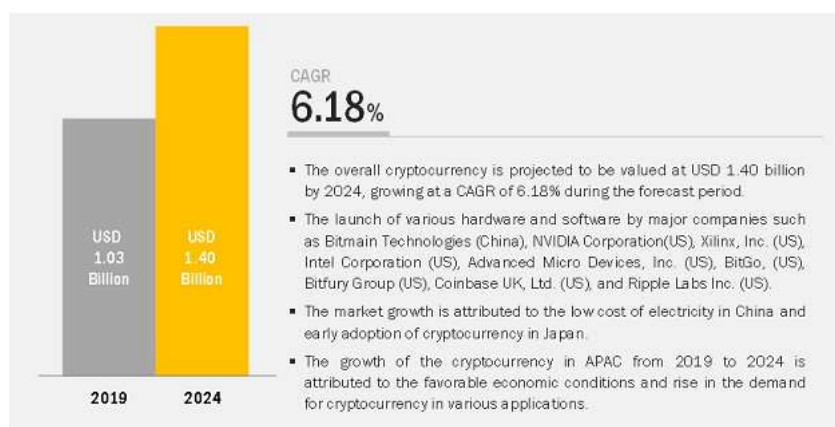 CAGR
6.18%
USD
1.03
Billion
USD
1.40
Billion
2019
2024
▪ The overall cryptocurrency is projected to be valued at USD 1.40 billion
by 2024, growing at a CAGR of 6.18% during the forecast period.
▪ The launch of various hardware and software by major companies such
as Bitmain Technologies (China), NVIDIA Corporation(US), Xilinx, Inc. (US),
Intel Corporation (US), Advanced Micro Devices, Inc. (US), BitGo, (US),
Bitfury Group (US), Coinbase UK, Ltd. (US), and Ripple Labs Inc. (US).
▪ The market growth is attributed to the low cost of electricity in China and
early adoption of cryptocurrency in Japan.
▪ The growth of the cryptocurrency in APAC from 2019 to 2024 is
attributed to the favorable economic conditions and rise in the demand
for cryptocurrency in various applications.